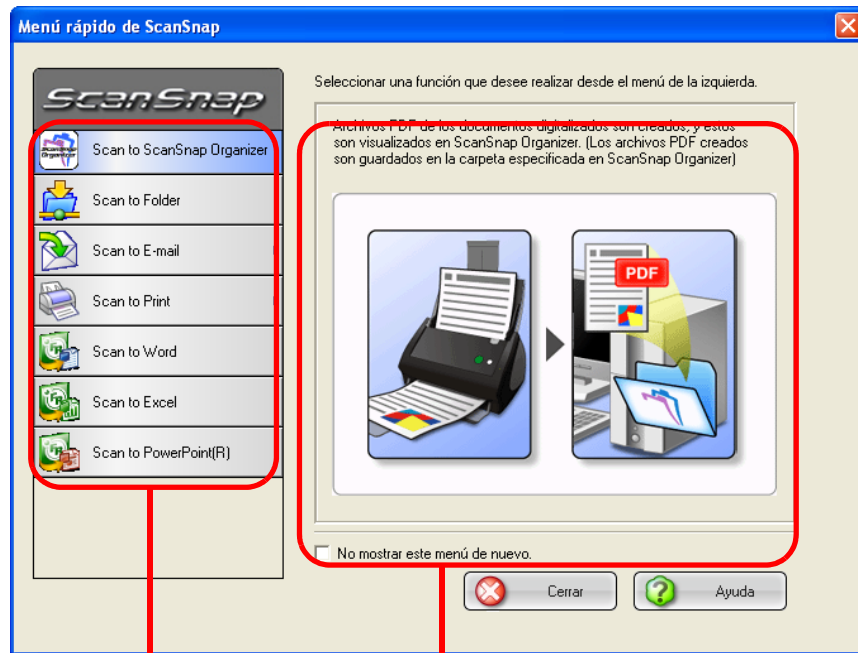 Menú rápido de ScanSnap
ScanSnap
Seleccionar una función que desee realizar desde el menú de la izquierda.
Scan to ScanSnap Organizer
Scan to Folder
Scan to E-mail
Scan to Print
Scan to Word
Scan to Excel
Scan to PowerPoint(R)
Archivos PDF de los documentos digitalizados son creados, y éstos
son visualizados en ScanSnap Organizer. (Los archivos PDF creados
son guardados en la carpeta especificada en ScanSnap Organizer)
PDF
No mostrar este menú de nuevo.
Cerrar
Ayuda